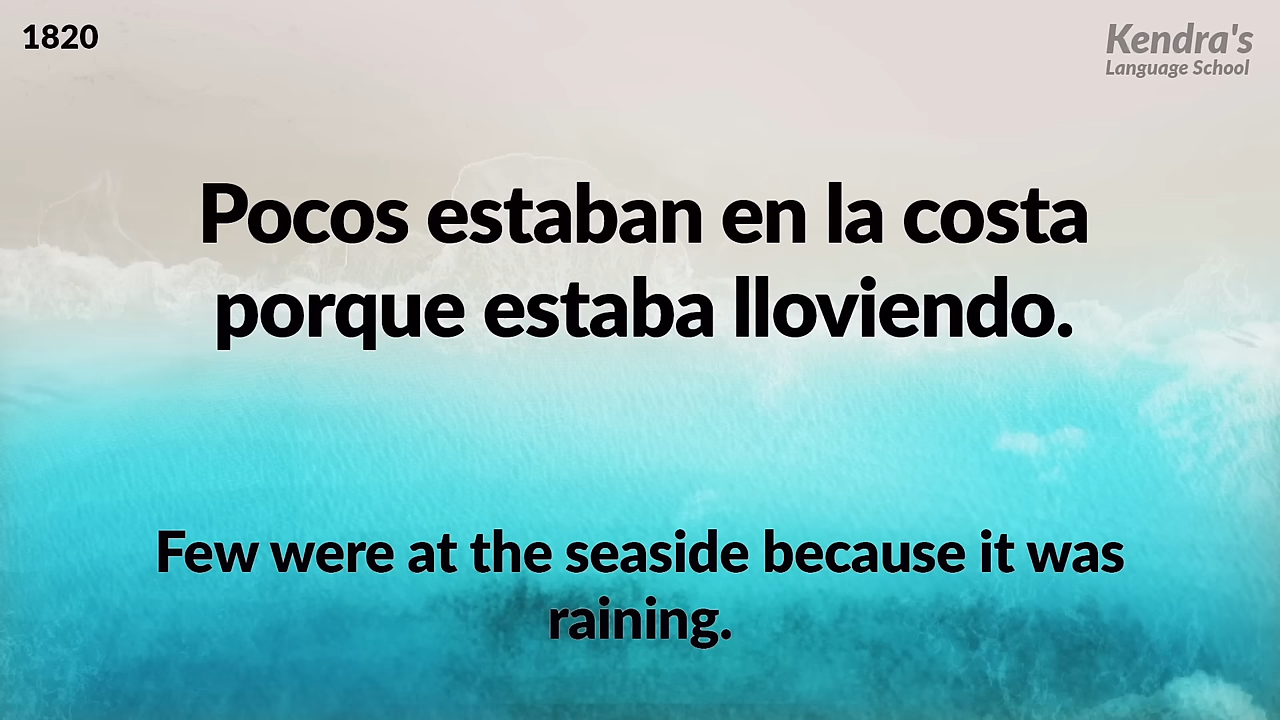 1820
Kendra's
Language School
Pocos estaban en la costa
porque estaba lloviendo.
Few were at the seaside because it was
raining.